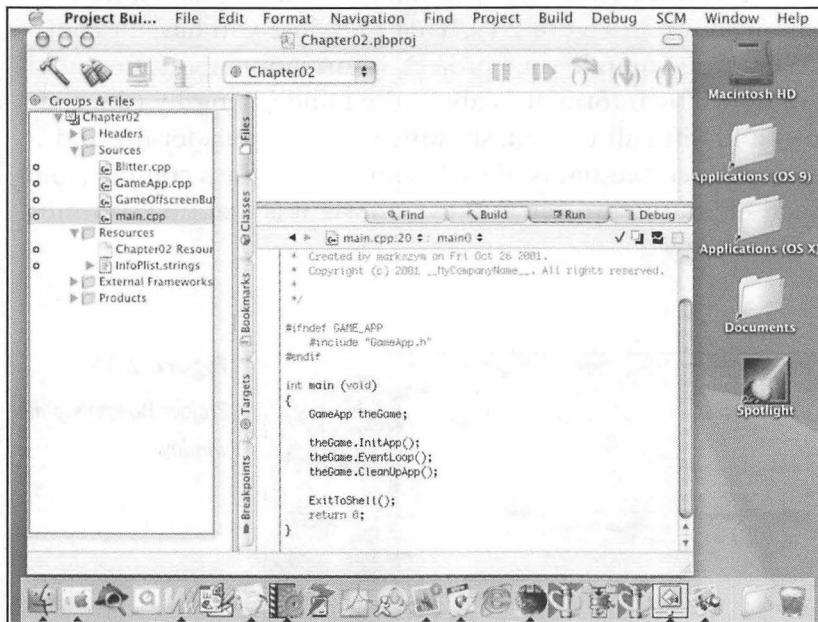 Project Bui... File Edit Format Navigation Find Project Build Debug SCM Window Help
Chapter02.pbproj
Chapter02
Groups & Files
Chapter02
Headers
Sources
Blitter.cpp
GameApp.cpp
GameOffscreenBu
main.cpp
Resources
Chapter02 Resour
InfoPlist.strings
External Frameworks
Products
Files
Classes
Bookmarks
Targets
Breakpoints
Find Build Run Debug
main.cpp:20 main()
* Created by markszym on Fri Oct 26 2001.
* Copyright (c) 2001 __MyCompanyName__. All rights reserved.
*
*/
#ifndef GAME_APP
#include "GameApp.h"
#endif
int main (void)
{
GameApp theGame;
theGame.InitApp();
theGame.EventLoop();
theGame.CleanUpApp();
ExitToShell();
return 0;
}
Macintosh HD
Applications (OS 9)
Applications (OS X)
Documents
Spotlight